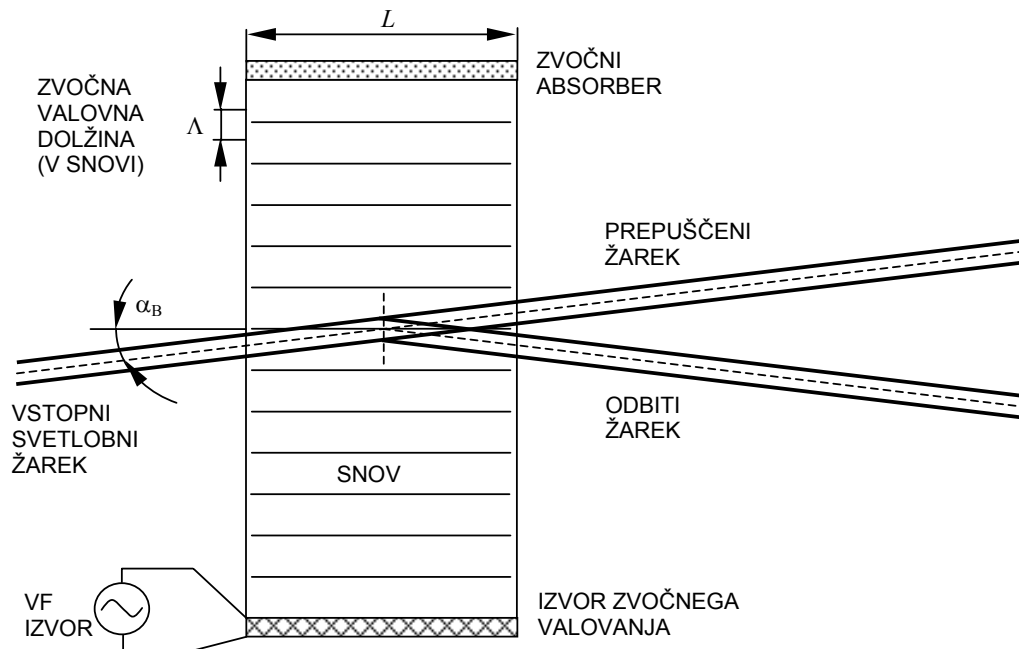 L
ZVOČNI
ABSORBER
ZVOČNA
VALOVNA
DOLŽINA
(V SNOVI)
Λ
PREPUŠČENI
ŽAREK
αB
VSTOPNI
SVETLOBNI
ŽAREK
ODBITI
ŽAREK
SNOV
VF
IZVOR
IZVOR ZVOČNEGA
VALOVANJA